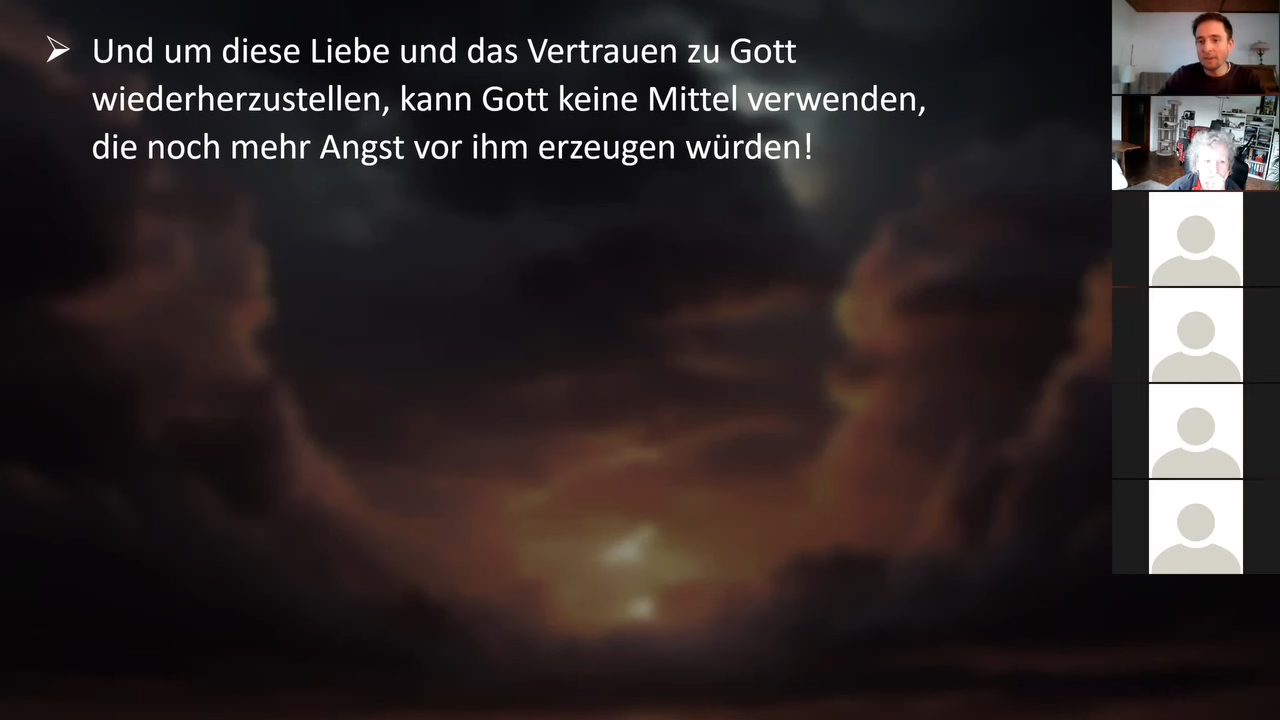 ➢ Und um diese Liebe und das Vertrauen zu Gott
wiederherzustellen, kann Gott keine Mittel verwenden,
die noch mehr Angst vor ihm erzeugen würden!